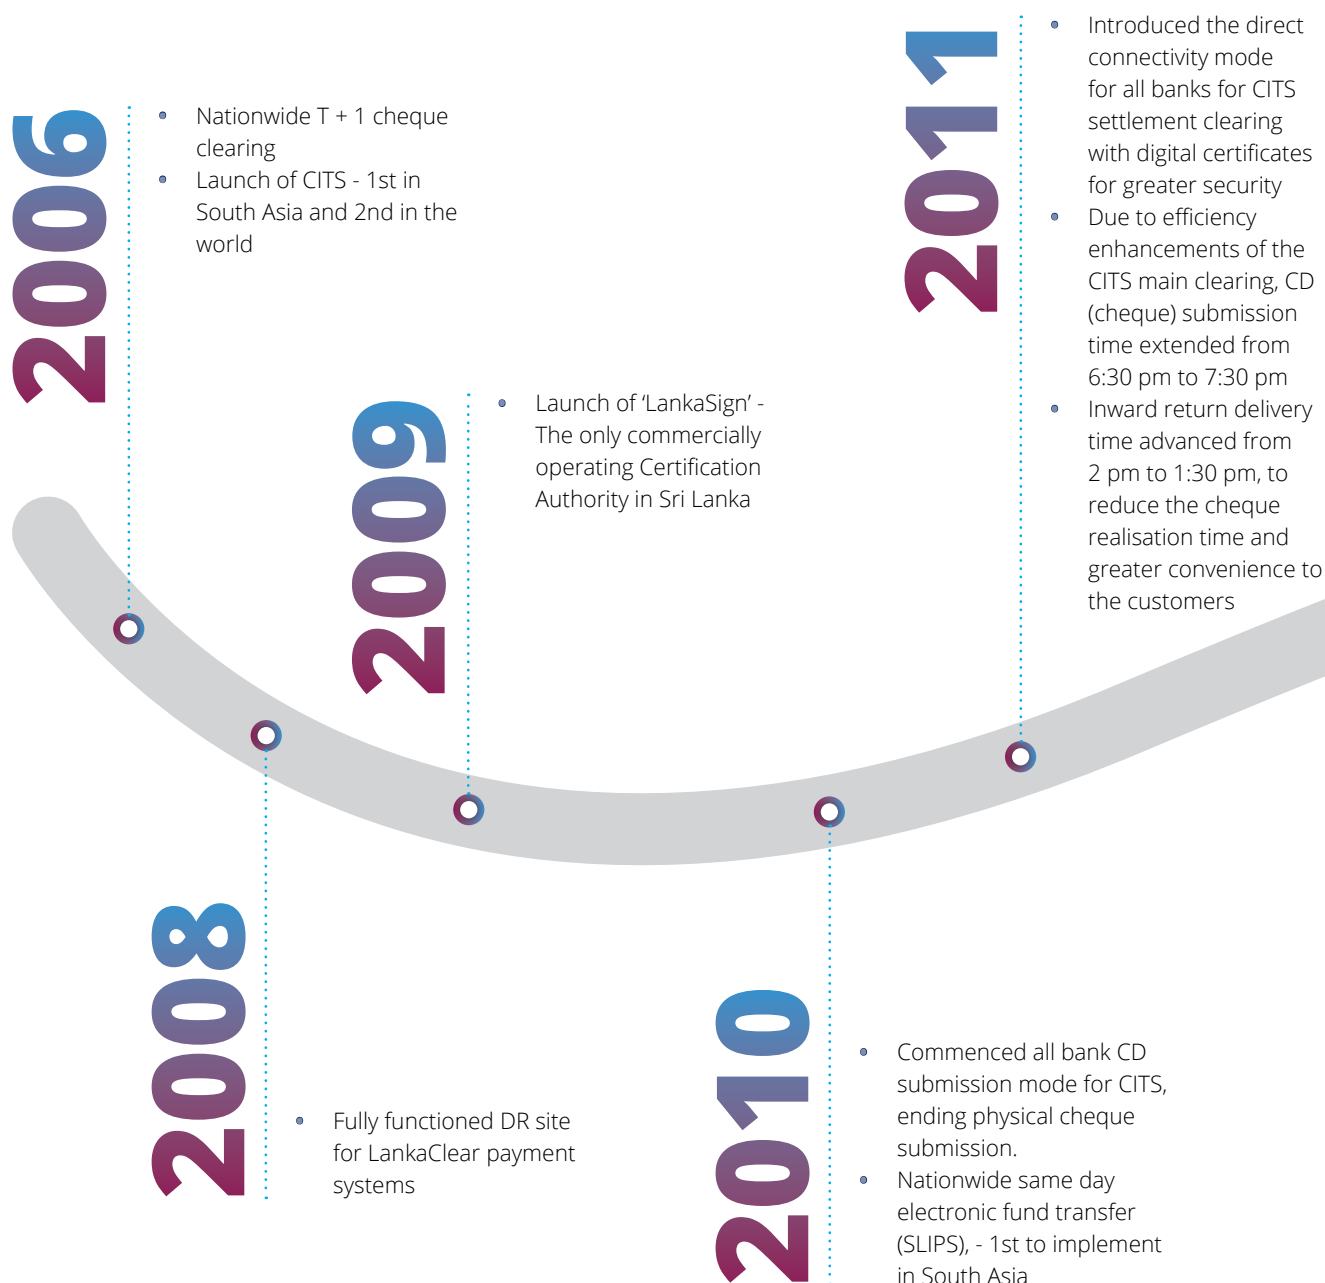 2006
• Nationwide T + 1 cheque
clearing
• Launch of CITS - 1st in
South Asia and 2nd in the
world
2008
• Fully functioned DR site
for LankaClear payment
systems
2009
• Launch of ‘LankaSign’ -
The only commercially
operating Certification
Authority in Sri Lanka
2010
• Commenced all bank CD
submission mode for CITS,
ending physical cheque
submission.
• Nationwide same day
electronic fund transfer
(SLIPS), - 1st to implement
in South Asia
2011
• Introduced the direct
connectivity mode
for all banks for CITS
settlement clearing
with digital certificates
for greater security
• Due to efficiency
enhancements of the
CITS main clearing, CD
(cheque) submission
time extended from
6:30 pm to 7:30 pm
• Inward return delivery
time advanced from
2 pm to 1:30 pm, to
reduce the cheque
realisation time and
greater convenience to
the customers